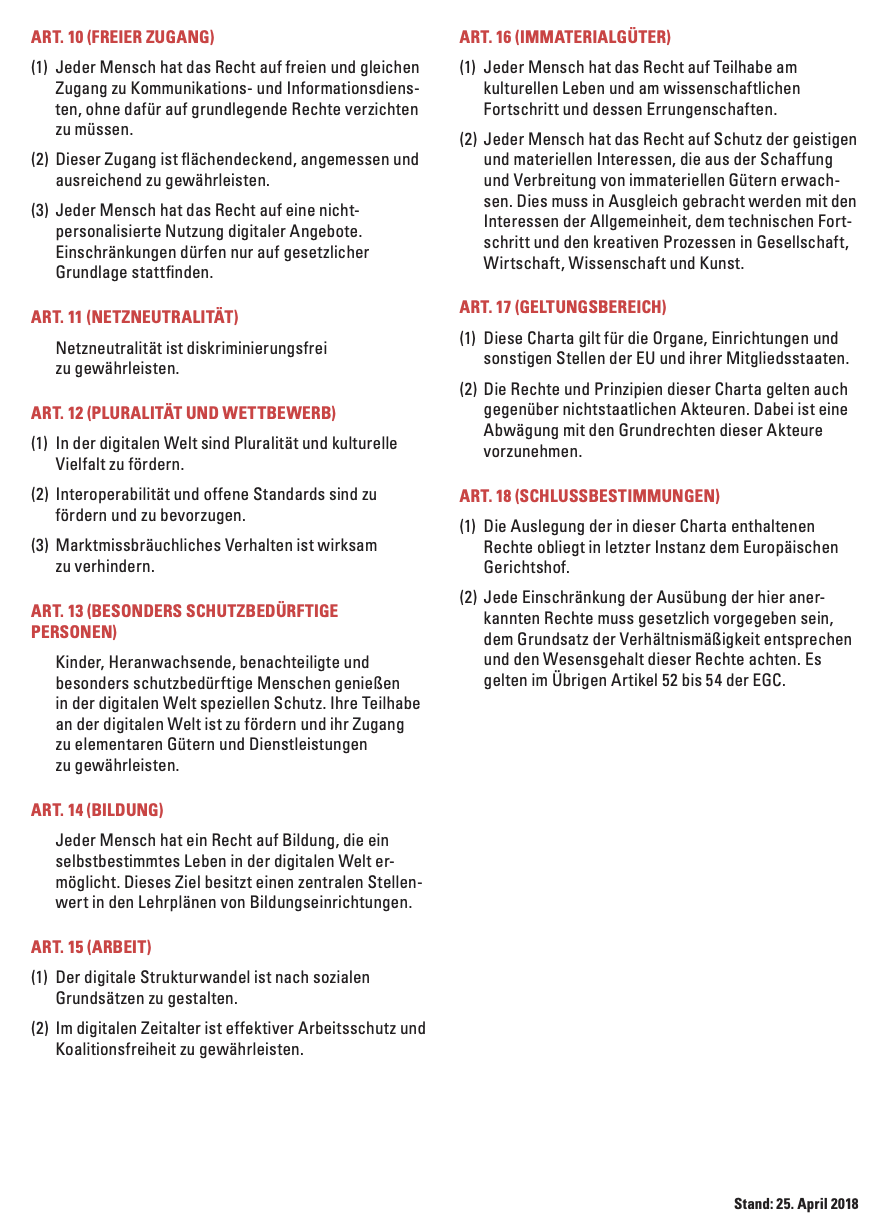 ART. 10 (FREIER ZUGANG)
(1) Jeder Mensch hat das Recht auf freien und gleichen
Zugang zu Kommunikations- und Informationsdiens-
ten, ohne dafür auf grundlegende Rechte verzichten
zu müssen.
(2) Dieser Zugang ist flächendeckend, angemessen und
ausreichend zu gewährleisten.
(3) Jeder Mensch hat das Recht auf eine nicht-
personalisierte Nutzung digitaler Angebote.
Einschränkungen dürfen nur auf gesetzlicher
Grundlage stattfinden.
ART. 11 (NETZNEUTRALITÄT)
Netzneutralität ist diskriminierungsfrei
zu gewährleisten.
ART. 12 (PLURALITÄT UND WETTBEWERB)
(1) In der digitalen Welt sind Pluralität und kulturelle
Vielfalt zu fördern.
(2) Interoperabilität und offene Standards sind zu
fördern und zu bevorzugen.
(3) Marktmissbräuchliches Verhalten ist wirksam
zu verhindern.
ART. 13 (BESONDERS SCHUTZBEDÜRFTIGE
PERSONEN)
Kinder, Heranwachsende, benachteiligte und
besonders schutzbedürftige Menschen genießen
in der digitalen Welt speziellen Schutz. Ihre Teilhabe
an der digitalen Welt ist zu fördern und ihr Zugang
zu elementaren Gütern und Dienstleistungen
zu gewährleisten.
ART. 14 (BILDUNG)
Jeder Mensch hat ein Recht auf Bildung, die ein
selbstbestimmtes Leben in der digitalen Welt er-
möglicht. Dieses Ziel besitzt einen zentralen Stellen-
wert in den Lehrplänen von Bildungseinrichtungen.
ART. 15 (ARBEIT)
(1) Der digitale Strukturwandel ist nach sozialen
Grundsätzen zu gestalten.
(2) Im digitalen Zeitalter ist effektiver Arbeitsschutz und
Koalitionsfreiheit zu gewährleisten.
ART. 16 (IMMATERIALGÜTER)
(1) Jeder Mensch hat das Recht auf Teilhabe am
kulturellen Leben und am wissenschaftlichen
Fortschritt und dessen Errungenschaften.
(2) Jeder Mensch hat das Recht auf Schutz der geistigen
und materiellen Interessen, die aus der Schaffung
und Verbreitung von immateriellen Gütern erwach-
sen. Dies muss in Ausgleich gebracht werden mit den
Interessen der Allgemeinheit, dem technischen Fort-
schritt und den kreativen Prozessen in Gesellschaft,
Wirtschaft, Wissenschaft und Kunst.
ART. 17 (GELTUNGSBEREICH)
(1) Diese Charta gilt für die Organe, Einrichtungen und
sonstigen Stellen der EU und ihrer Mitgliedsstaaten.
(2) Die Rechte und Prinzipien dieser Charta gelten auch
gegenüber nichtstaatlichen Akteuren. Dabei ist eine
Abwägung mit den Grundrechten dieser Akteure
vorzunehmen.
ART. 18 (SCHLUSSBESTIMMUNGEN)
(1) Die Auslegung der in dieser Charta enthaltenen
Rechte obliegt in letzter Instanz dem Europäischen
Gerichtshof.
(2) Jede Einschränkung der Ausübung der hier aner-
kannten Rechte muss gesetzlich vorgegeben sein,
dem Grundsatz der Verhältnismäßigkeit entsprechen
und den Wesensgehalt dieser Rechte achten. Es
gelten im Übrigen Artikel 52 bis 54 der EGC.
Stand: 25. April 2018